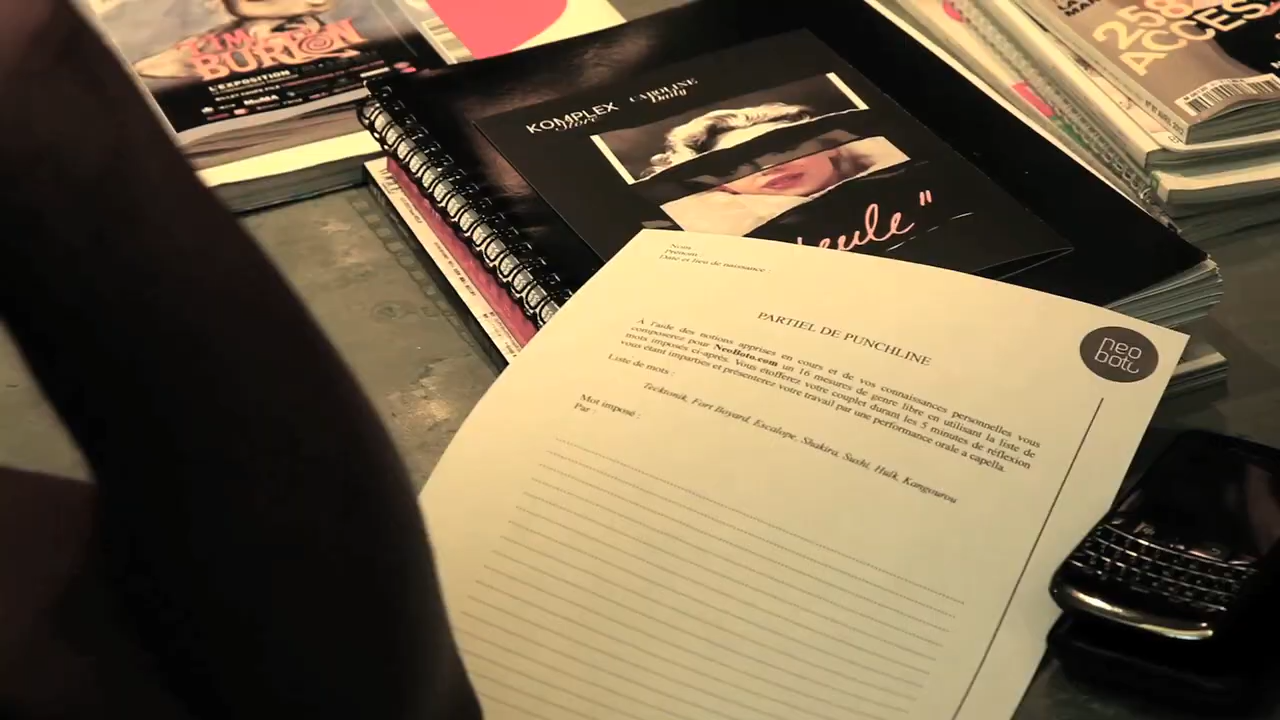 TIM
BURTON
L'EXPOSITION
MoMA
KOMPLEX
Store
CAROLINE
Daily
258
ACCES
Nom :
Prénom :
Date et lieu de naissance :
PARTIEL DE PUNCHLINE
A l'aide des notions apprises en cours et de vos connaissances personnelles vous
composerez pour NeoBoto.com un 16 mesures de genre libre en utilisant la liste de
mots imposés ci-après. Vous étofferez votre couplet durant les 5 minutes de réflexion
vous étant imparties et présenterez votre travail par une performance orale a capella.
Liste de mots :
Tecktonik, Fort Boyard, Escalope, Shakira, Sushi, Hulk, Kangourou
Mot imposé :
Par :
neo
boto